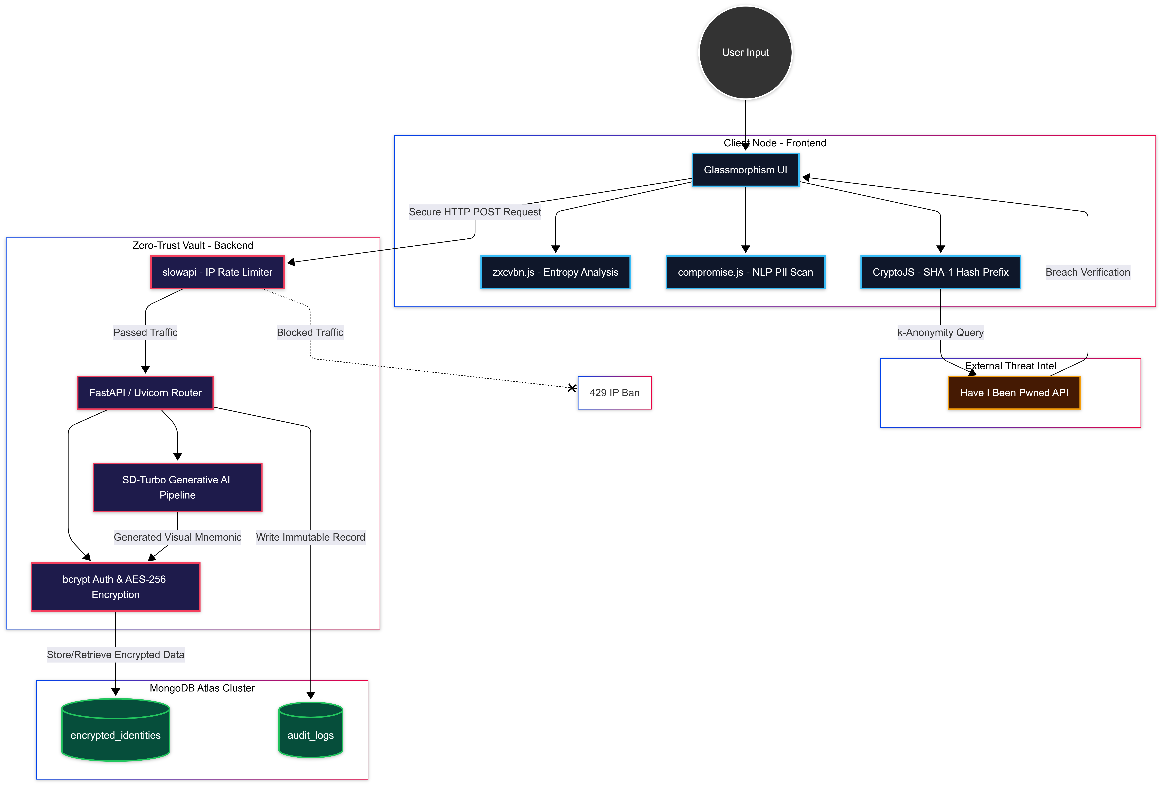 User Input
Client Node - Frontend
Glassmorphism UI
Secure HTTP POST Request
Zero-Trust Vault - Backend
slowapi - IP Rate Limiter
zxcvbn.js - Entropy Analysis
compromise.js - NLP PII Scan
CryptoJS - SHA-1 Hash Prefix
Breach Verification
Passed Traffic
Blocked Traffic
k-Anonymity Query
External Threat Intel
FastAPI / Uvicorn Router
429 IP Ban
Have I Been Pwned API
SD-Turbo Generative AI
Pipeline
Generated Visual Mnemonic
Write Immutable Record
bcrypt Auth & AES-256
Encryption
Store/Retrieve Encrypted Data
MongoDB Atlas Cluster
encrypted_identities
audit_logs